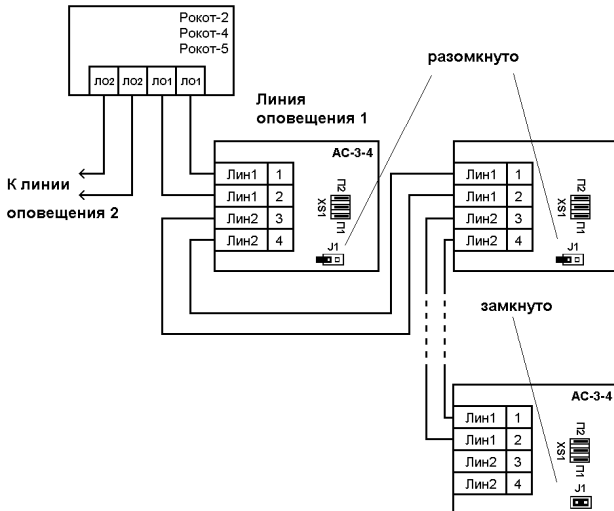 Рокот-2
Рокот-4
Рокот-5
ЛО2 ЛО2 ЛО1 ЛО1
разомкнуто
Линия
оповещения 1
К линии
оповещения 2
АС-3-4
Лин1 1
Лин1 2
Лин2 3
Лин2 4
П2
XS1
П1
J1
Лин1 1
Лин1 2
Лин2 3
Лин2 4
П2
XS1
П1
J1
замкнуто
АС-3-4
Лин1 1
Лин1 2
Лин2 3
Лин2 4
П2
XS1
П1
J1